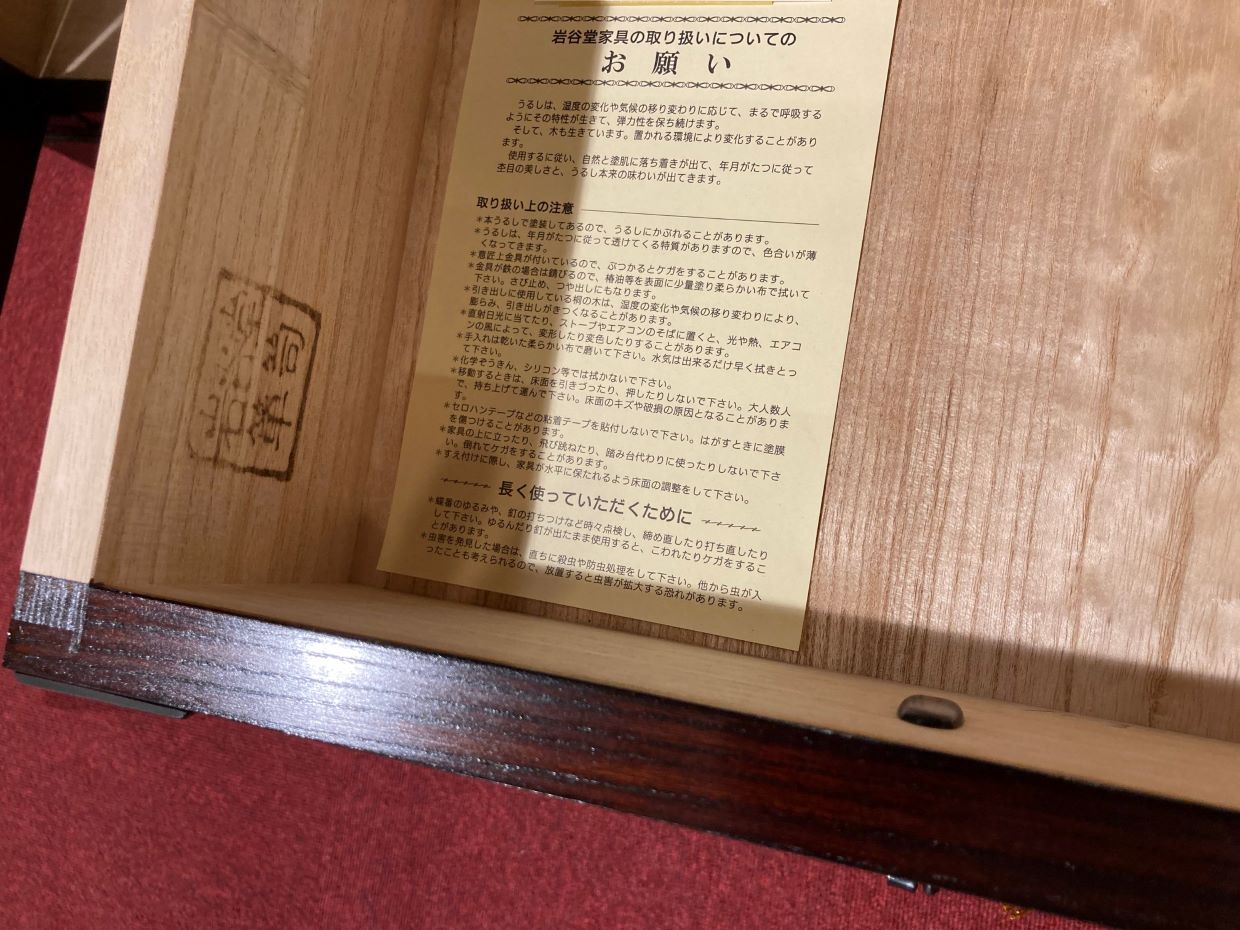 岩谷堂家具の取り扱いについての
お願い
うるしは、湿度の変化や気候の移り変わりに応じて、まるで呼吸する
ようにその特性が生きて、弾力性を保ち続けます。
そして、木も生きています。置かれる環境により変化することがあり
ます。
使用するに従い、自然と塗肌に落ち着きが出て、年月がたつに従って
杢目の美しさと、うるし本来の味わいが出てきます。
取り扱い上の注意
＊本うるしで塗装してあるので、うるしにかぶれることがあります。
＊うるしは、年月がたつに従って透けてくる特質がありますので、色合いが薄
くなってきます。
＊意匠上金具が付いているので、ぶつかるとケガをすることがあります。
＊金具が鉄の場合は錆びるので、椿油等を表面に少量塗り柔らかい布で拭いて
下さい。さび止め、つや出しにもなります。
＊引き出しに使用している桐の木は、湿度の変化や気候の移り変わりにより、
膨らみ、引き出しがきつくなることがあります。
＊直射日光に当てたり、ストーブやエアコンのそばに置くと、光や熱、エアコ
ンの風によって、変形したり変色したりすることがあります。
＊手入れは乾いた柔らかい布で磨いて下さい。水気は出来るだけ早く拭きとっ
て下さい。
＊化学ぞうきん、シリコン等では拭かないで下さい。
＊移動するときは、床面を引きづったり、押したりしないで下さい。大人数人
で、持ち上げて運んで下さい。床面のキズや破損の原因となることがありま
す。
＊セロハンテープなどの粘着テープを貼付しないで下さい。はがすときに塗膜
を傷つけることがあります。
＊家具の上に立ったり、飛び跳ねたり、踏み台代わりに使ったりしないで下さ
い。倒れてケガをすることがあります。
＊すえ付けに際し、家具が水平に保たれるよう床面の調整をして下さい。
長く使っていただくために
＊蝶番のゆるみや、釘の打ちつけなど時々点検し、締め直したり打ち直したり
して下さい。ゆるんだり釘が出たまま使用すると、こわれたりケガをするこ
とがあります。
＊虫害を発見した場合は、直ちに殺虫や防虫処理をして下さい。他から虫が入
ったことも考えられるので、放置すると虫害が拡大する恐れがあります。
岩谷堂
箪笥